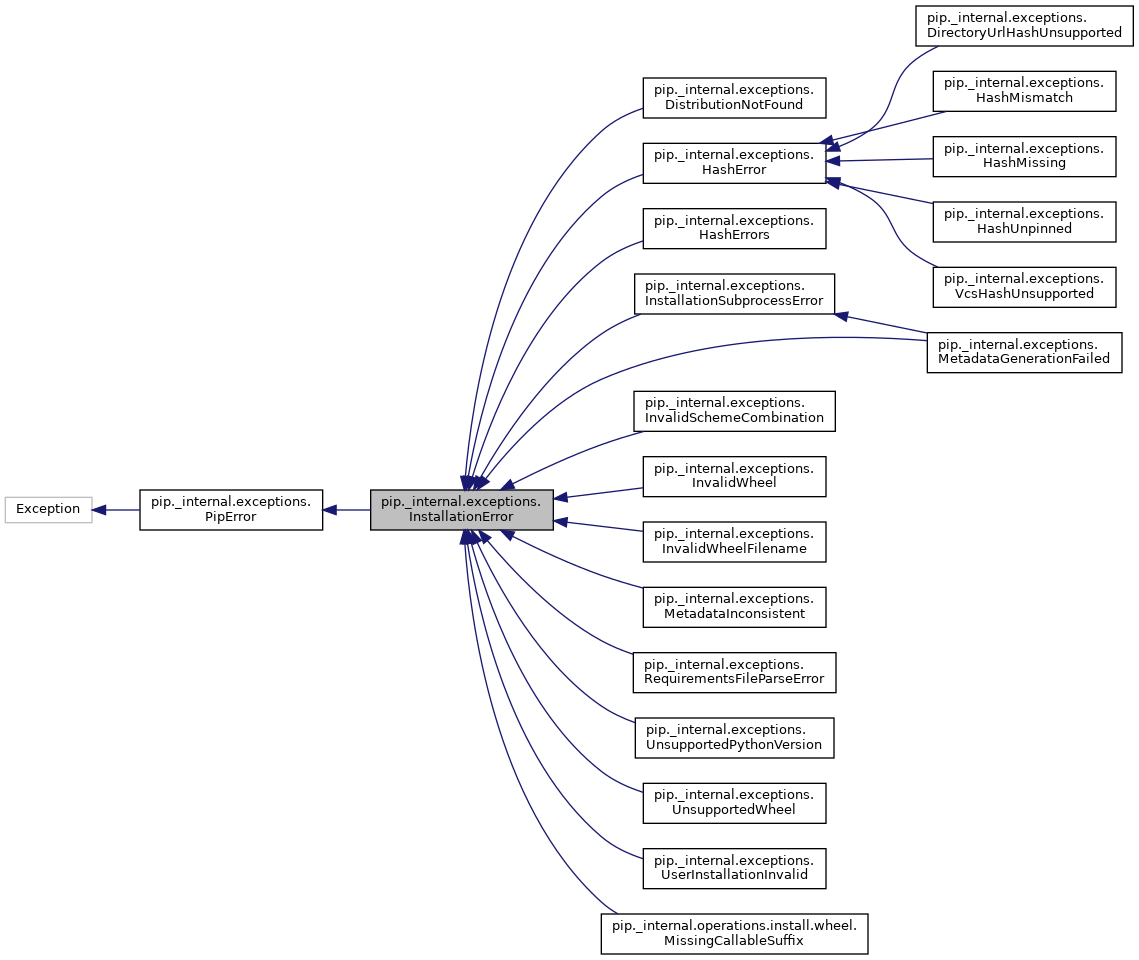 pip._internal.exceptions.
DirectoryUrlHashUnsupported
pip._internal.exceptions.
HashMismatch
pip._internal.exceptions.
DistributionNotFound
pip._internal.exceptions.
HashError
pip._internal.exceptions.
HashMissing
pip._internal.exceptions.
HashErrors
pip._internal.exceptions.
HashUnpinned
pip._internal.exceptions.
InstallationSubprocessError
pip._internal.exceptions.
VcsHashUnsupported
pip._internal.exceptions.
MetadataGenerationFailed
pip._internal.exceptions.
InvalidSchemeCombination
pip._internal.exceptions.
InvalidWheel
Exception
pip._internal.exceptions.
PipError
pip._internal.exceptions.
InstallationError
pip._internal.exceptions.
InvalidWheelFilename
pip._internal.exceptions.
MetadataInconsistent
pip._internal.exceptions.
RequirementsFileParseError
pip._internal.exceptions.
UnsupportedPythonVersion
pip._internal.exceptions.
UnsupportedWheel
pip._internal.exceptions.
UserInstallationInvalid
pip._internal.operations.install.wheel.
MissingCallableSuffix